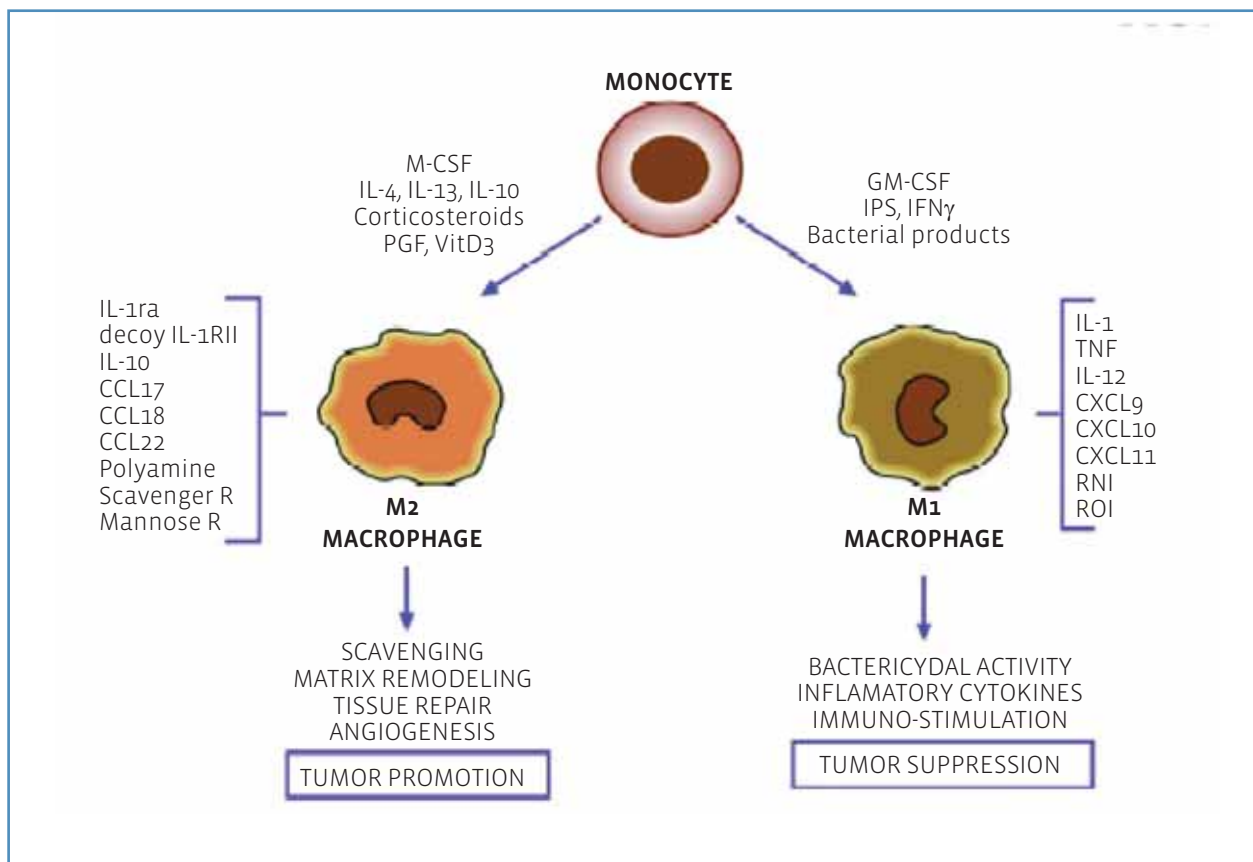 MONOCYTE
M-CSF
IL-4, IL-13, IL-10
Corticosteroids
PGF, VitD3
GM-CSF
IPS, IFNγ
Bacterial products
IL-1ra
decoy IL-1RII
IL-10
CCL17
CCL18
CCL22
Polyamine
Scavenger R
Mannose R
M2
MACROPHAGE
IL-1
TNF
IL-12
CXCL9
CXCL10
CXCL11
RNI
ROI
M1
MACROPHAGE
SCAVENGING
MATRIX REMODELING
TISSUE REPAIR
ANGIOGENESIS
TUMOR PROMOTION
BACTERICYDAL ACTIVITY
INFLAMATORY CYTOKINES
IMMUNO-STIMULATION
TUMOR SUPPRESSION